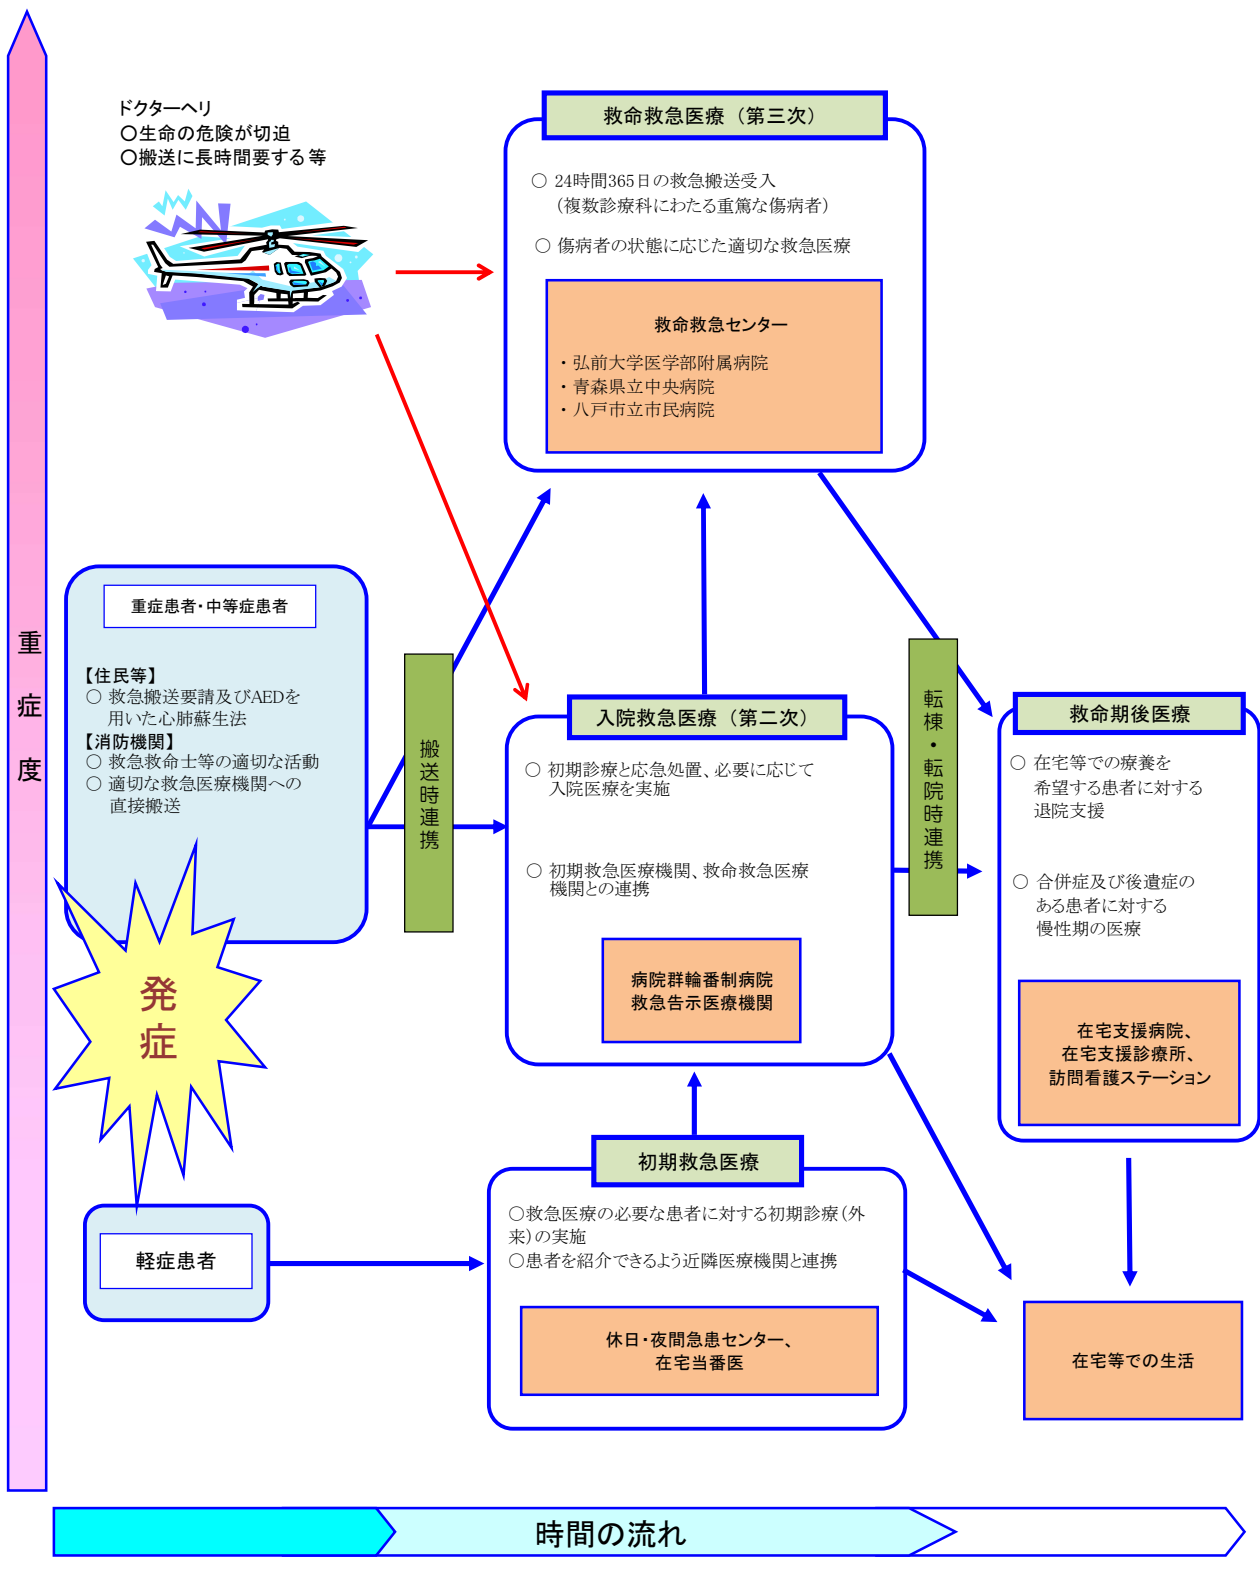 ドクターヘリ
○生命の危険が切迫
○搬送に長時間要する等
救命救急医療（第三次）
○ 24時間365日の救急搬送受入
（複数診療科にわたる重篤な傷病者）
○ 傷病者の状態に応じた適切な救急医療
救命救急センター
・弘前大学医学部附属病院
・青森県立中央病院
・八戸市立市民病院
重症度
重症患者・中等症患者
【住民等】
○ 救急搬送要請及びAEDを
用いた心肺蘇生法
【消防機関】
○ 救急救命士等の適切な活動
○ 適切な救急医療機関への
直接搬送
発症
搬送時連携
入院救急医療（第二次）
○ 初期診療と応急処置、必要に応じて
入院医療を実施
○ 初期救急医療機関、救命救急医療
機関との連携
病院群輪番制病院
救急告示医療機関
転棟・転院時連携
救命期後医療
○ 在宅等での療養を
希望する患者に対する
退院支援
○ 合併症及び後遺症の
ある患者に対する
慢性期の医療
在宅支援病院、
在宅支援診療所、
訪問看護ステーション
軽症患者
初期救急医療
○救急医療の必要な患者に対する初期診療（外
来）の実施
○患者を紹介できるよう近隣医療機関と連携
休日・夜間急患センター、
在宅当番医
在宅等での生活
時間の流れ